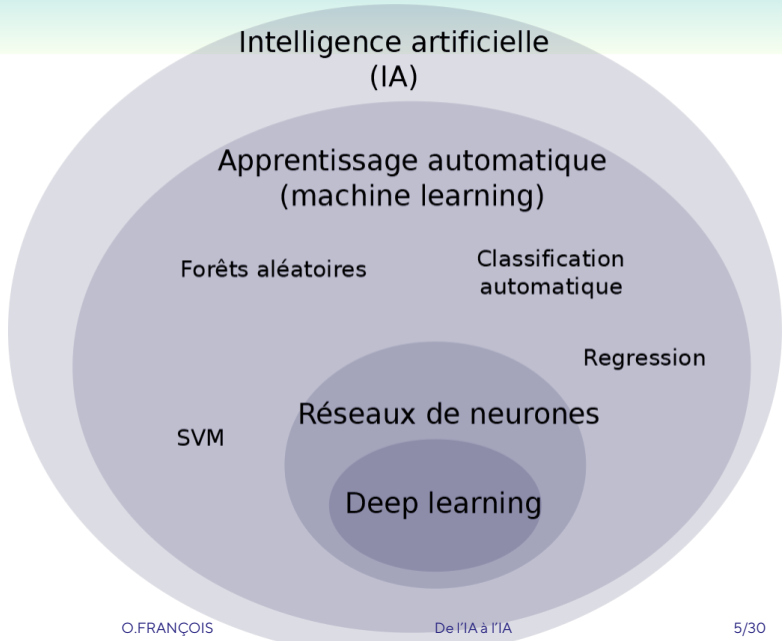 Intelligence artificielle
(IA)
Apprentissage automatique
(machine learning)
Forêts aléatoires
Classification
automatique
Regression
Réseaux de neurones
SVM
Deep learning
O.FRANÇOIS De l'IA à l'IA 5/30